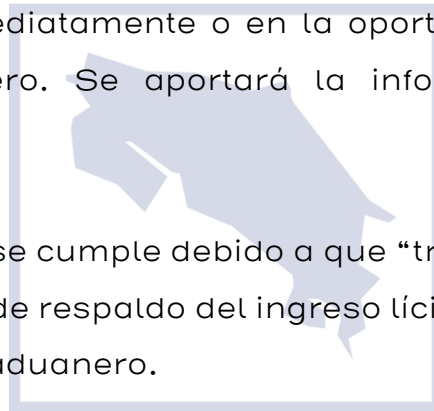 ediatamente o en la oport
ero. Se aportará la info
se cumple debido a que “tr
de respaldo del ingreso líci
aduanero.